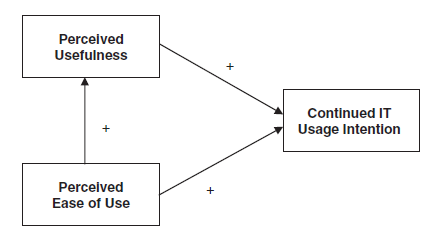 Perceived
Usefulness
+
Continued IT
Usage Intention
+
Perceived
Ease of Use
+